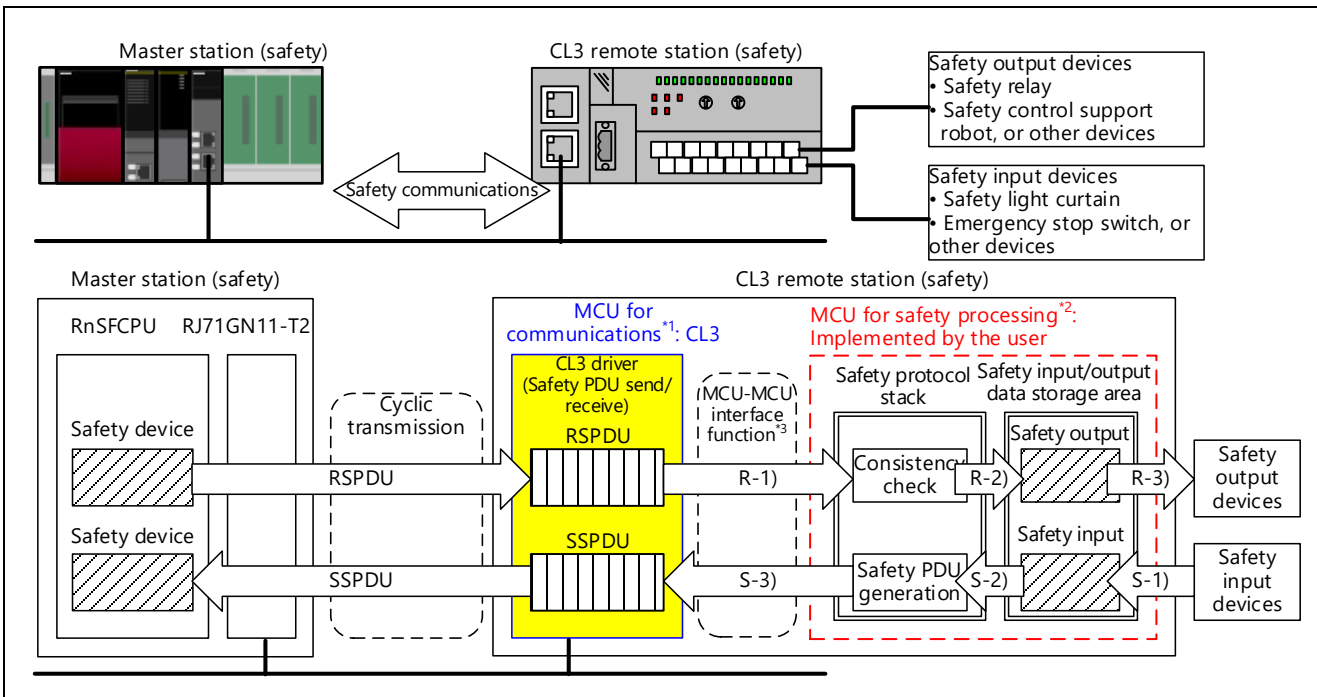 Master station (safety)
CL3 remote station (safety)
Safety output devices
• Safety relay
• Safety control support
robot, or other devices
Safety communications
Safety input devices
• Safety light curtain
• Emergency stop switch, or
other devices
Master station (safety)
CL3 remote station (safety)
RnSFCPU
RJ71GN11-T2
MCU for
communications*1: CL3
MCU for safety processing*2:
Implemented by the user
CL3 driver
(Safety PDU send/
receive)
Cyclic
transmission
MCU-MCU
interface
function*3
Safety protocol
stack
Safety input/output
data storage area
Safety device
RSPDU
RSPDU
R-1)
Consistency
check
R-2)
Safety output
R-3)
Safety
output
devices
Safety device
SSPDU
SSPDU
S-3)
Safety PDU
generation
S-2)
Safety input
S-1)
Safety
input
devices